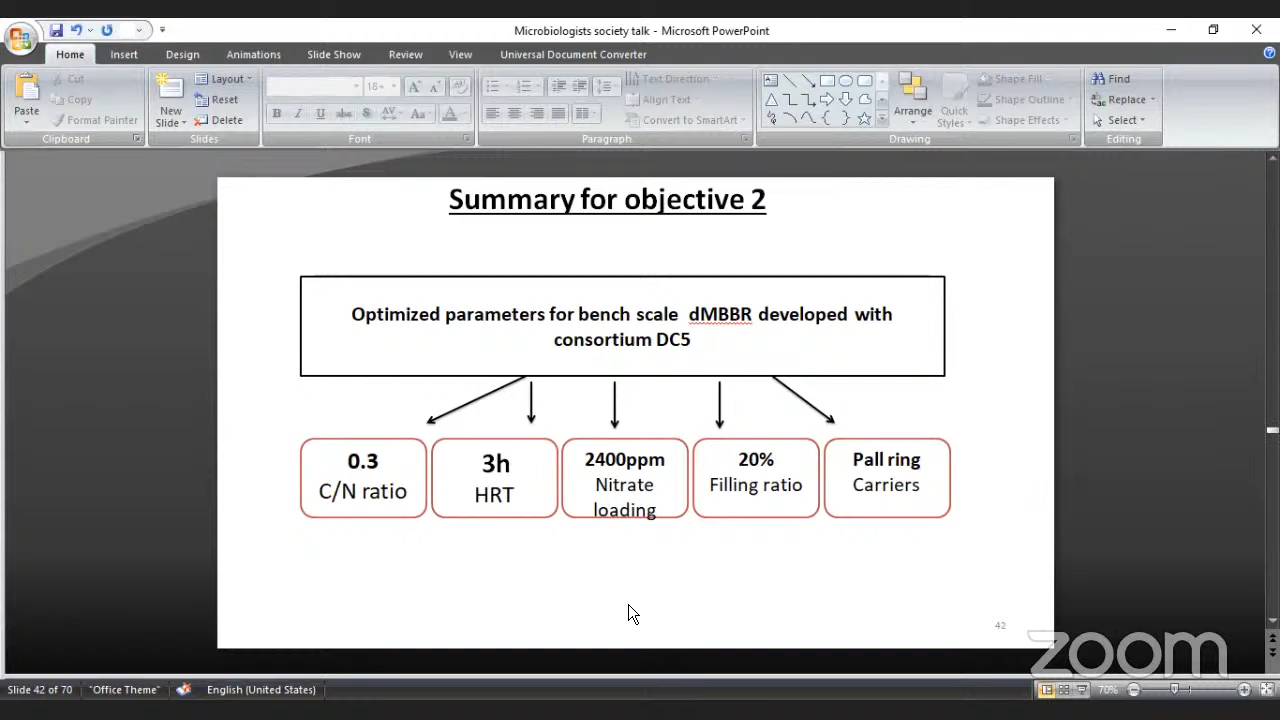 Microbiologists society talk - Microsoft PowerPoint
Home Insert Design Animations Slide Show Review View Universal Document Converter
Paste
Cut
Copy
Format Painter
Clipboard
New Slide
Layout
Reset
Delete
Slides
18
B I U abe S AV Aa A
Font
Text Direction
Align Text
Convert to SmartArt
Paragraph
Arrange
Quick Styles
Shape Fill
Shape Outline
Shape Effects
Drawing
Find
Replace
Select
Editing
Summary for objective 2
Optimized parameters for bench scale dMBBR developed with
consortium DC5
0.3
C/N ratio
3h
HRT
2400ppm
Nitrate
loading
20%
Filling ratio
Pall ring
Carriers
42
zoom
Slide 42 of 70 "Office Theme" English (United States) 70%